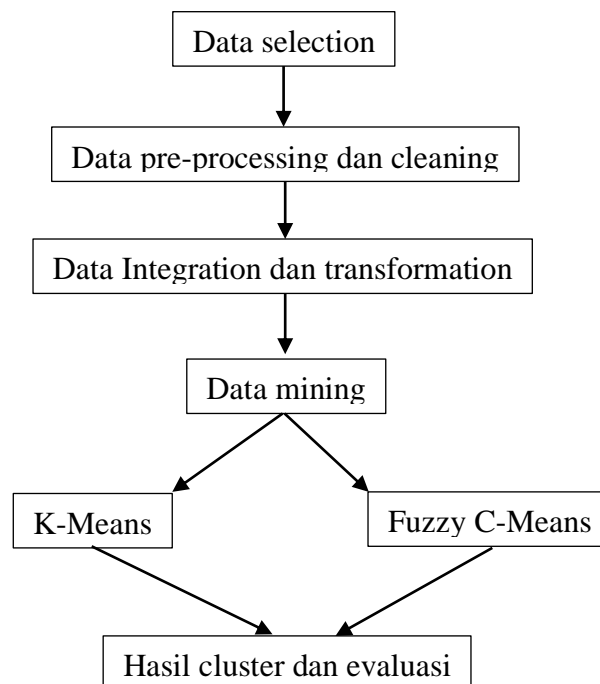 Data selection
Data pre-processing dan cleaning
Data Integration dan transformation
Data mining
K-Means
Fuzzy C-Means
Hasil cluster dan evaluasi